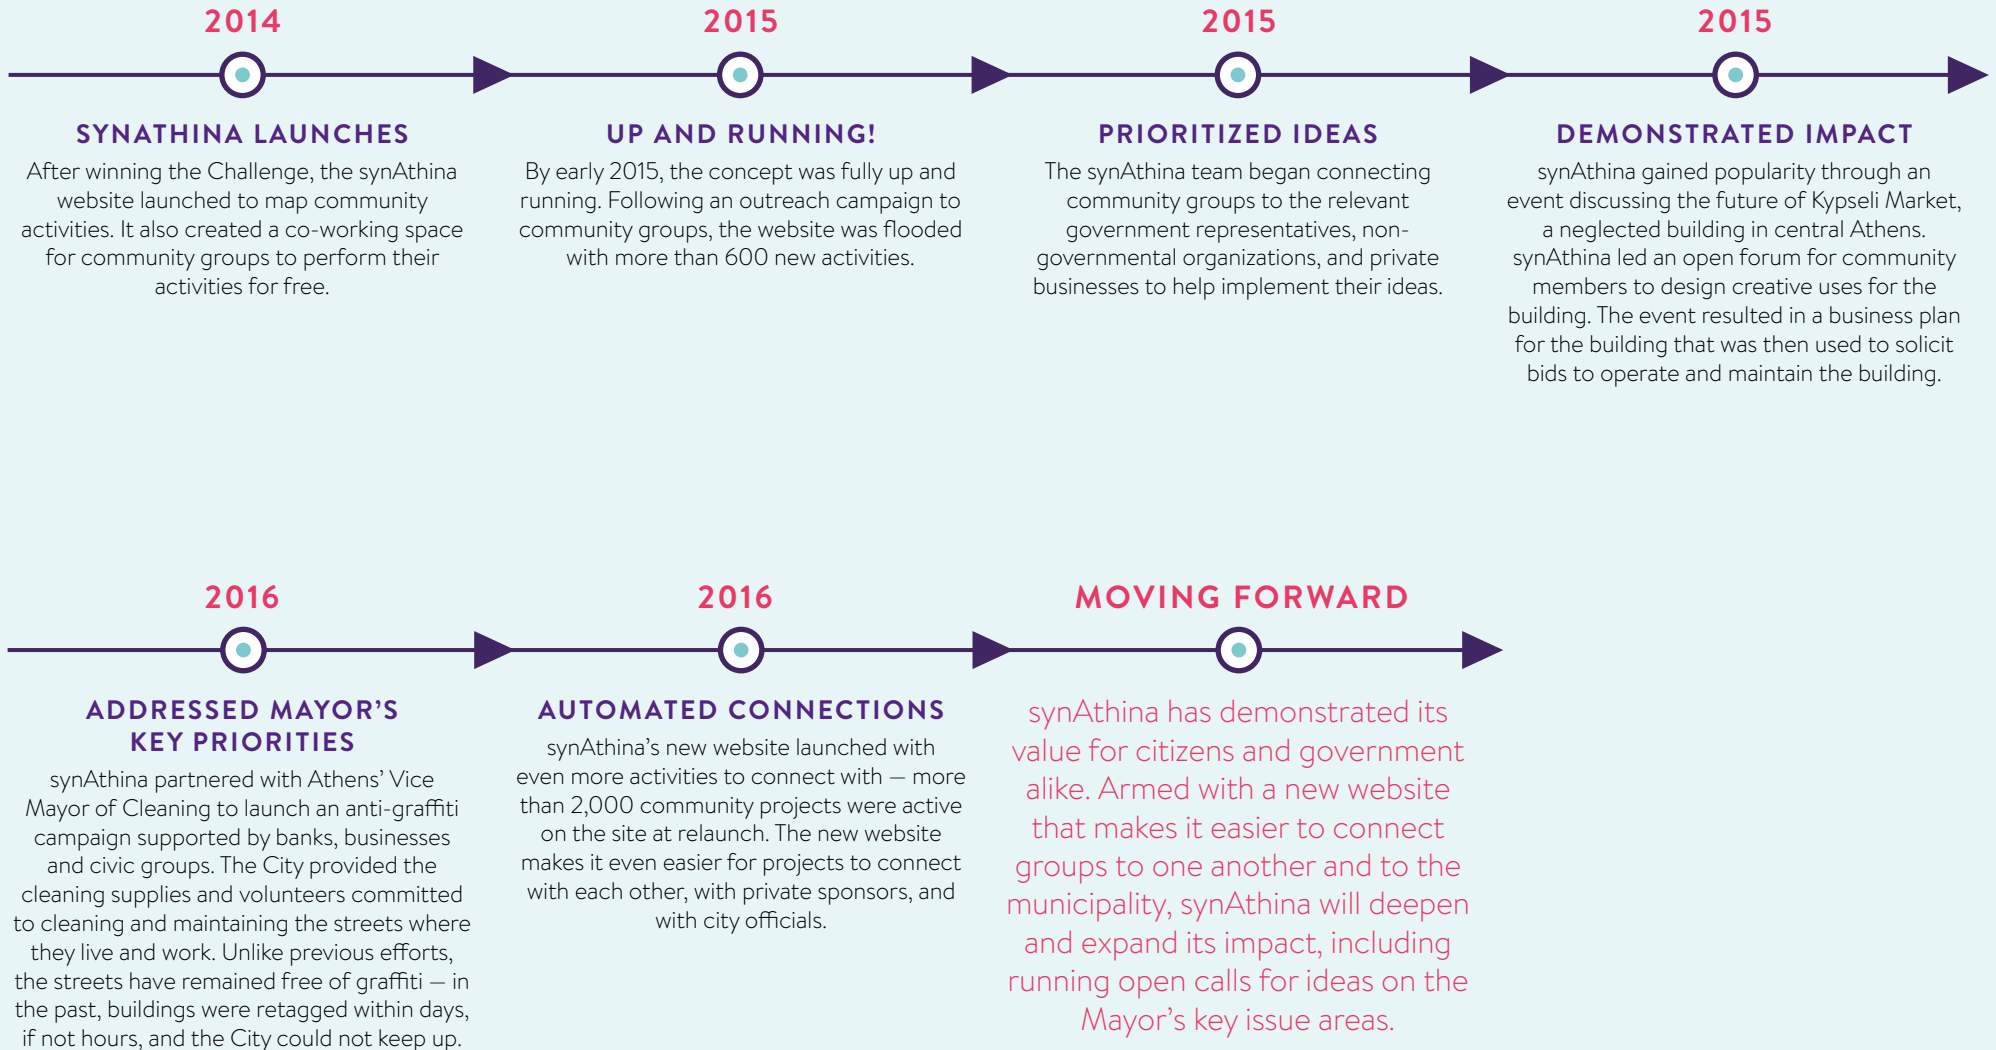 2014
SYNATHINA LAUNCHES
After winning the Challenge, the synAthina
website launched to map community
activities. It also created a co-working space
for community groups to perform their
activities for free.
2015
UP AND RUNNING!
By early 2015, the concept was fully up and
running. Following an outreach campaign to
community groups, the website was flooded
with more than 600 new activities.
2015
PRIORITIZED IDEAS
The synAthina team began connecting
community groups to the relevant
government representatives, non-
governmental organizations, and private
businesses to help implement their ideas.
2015
DEMONSTRATED IMPACT
synAthina gained popularity through an
event discussing the future of Kypseli Market,
a neglected building in central Athens.
synAthina led an open forum for community
members to design creative uses for the
building. The event resulted in a business plan
for the building that was then used to solicit
bids to operate and maintain the building.
2016
ADDRESSED MAYOR'S
KEY PRIORITIES
synAthina partnered with Athens' Vice
Mayor of Cleaning to launch an anti-graffiti
campaign supported by banks, businesses
and civic groups. The City provided the
cleaning supplies and volunteers committed
to cleaning and maintaining the streets where
they live and work. Unlike previous efforts,
the streets have remained free of graffiti — in
the past, buildings were retagged within days,
if not hours, and the City could not keep up.
2016
AUTOMATED CONNECTIONS
synAthina's new website launched with
even more activities to connect with — more
than 2,000 community projects were active
on the site at relaunch. The new website
makes it even easier for projects to connect
with each other, with private sponsors, and
with city officials.
MOVING FORWARD
synAthina has demonstrated its
value for citizens and government
alike. Armed with a new website
that makes it easier to connect
groups to one another and to the
municipality, synAthina will deepen
and expand its impact, including
running open calls for ideas on the
Mayor's key issue areas.